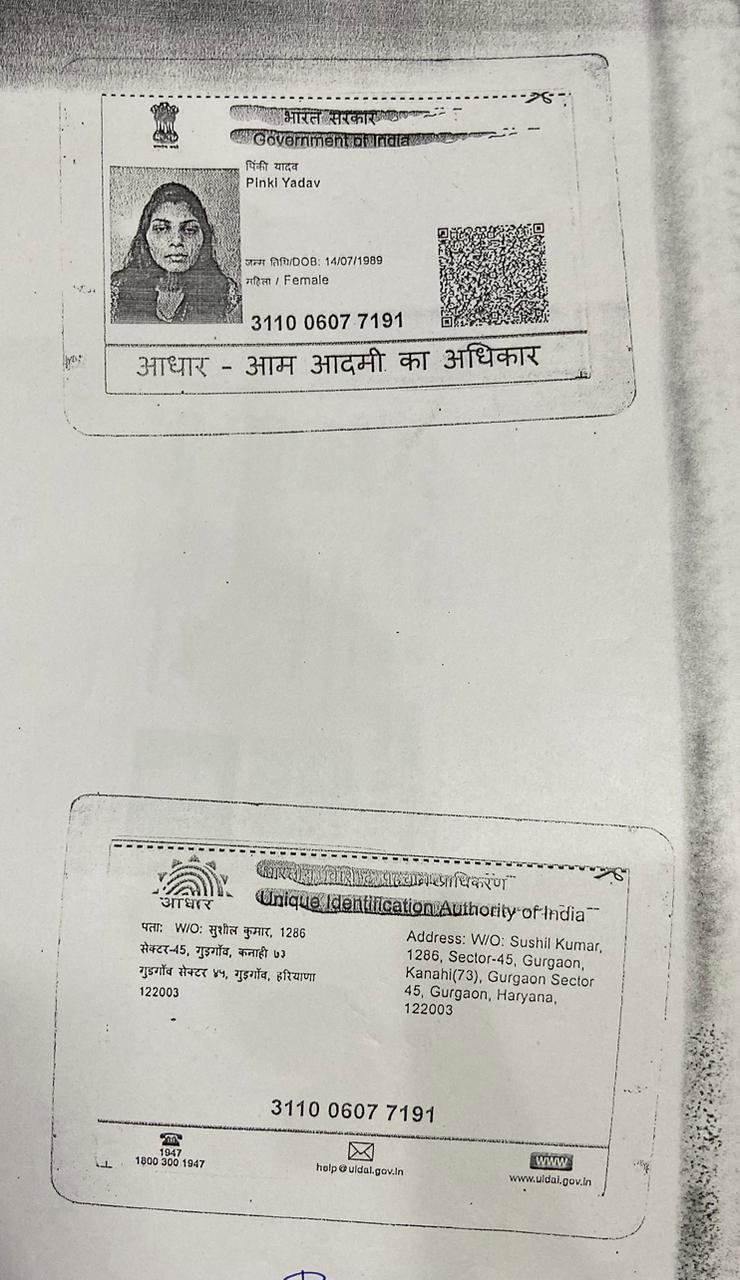 भारत सरकार
Government of India
पिंकी यादव
Pinki Yadav
जन्म तिथि/DOB: 14/07/1989
महिला / Female
3110 0607 7191
आधार - आम आदमी का अधिकार
प्राधिकरण
Unique Identification Authority of India
आधार
पता: W/O: सुशील कुमार, 1286
सेक्टर-45, गुड़गाँव, कनाही ७३
गुड़गाँव सेक्टर ४५, गुड़गाँव, हरियाणा
122003
Address: W/O: Sushil Kumar,
1286, Sector-45, Gurgaon,
Kanahi(73), Gurgaon Sector
45, Gurgaon, Haryana,
122003
3110 0607 7191
1947
1800 300 1947
help@uidai.gov.in
www
www.uidai.gov.in